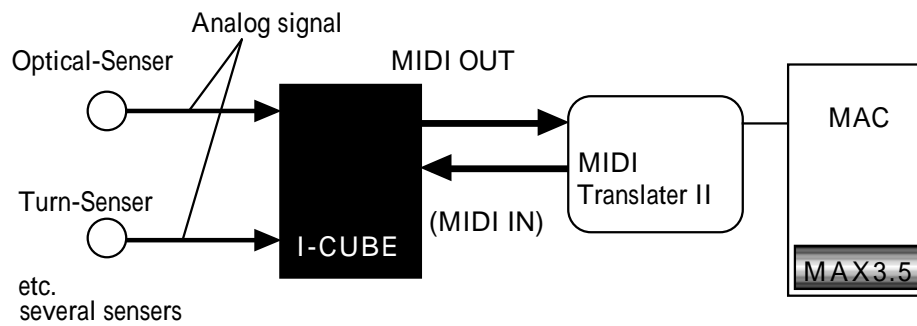 Analog signal
Optical-Senser
MIDI OUT
MAC
MIDI
Translater II
Turn-Senser
(MIDI IN)
I-CUBE
MAX3.5
etc.
several sensers